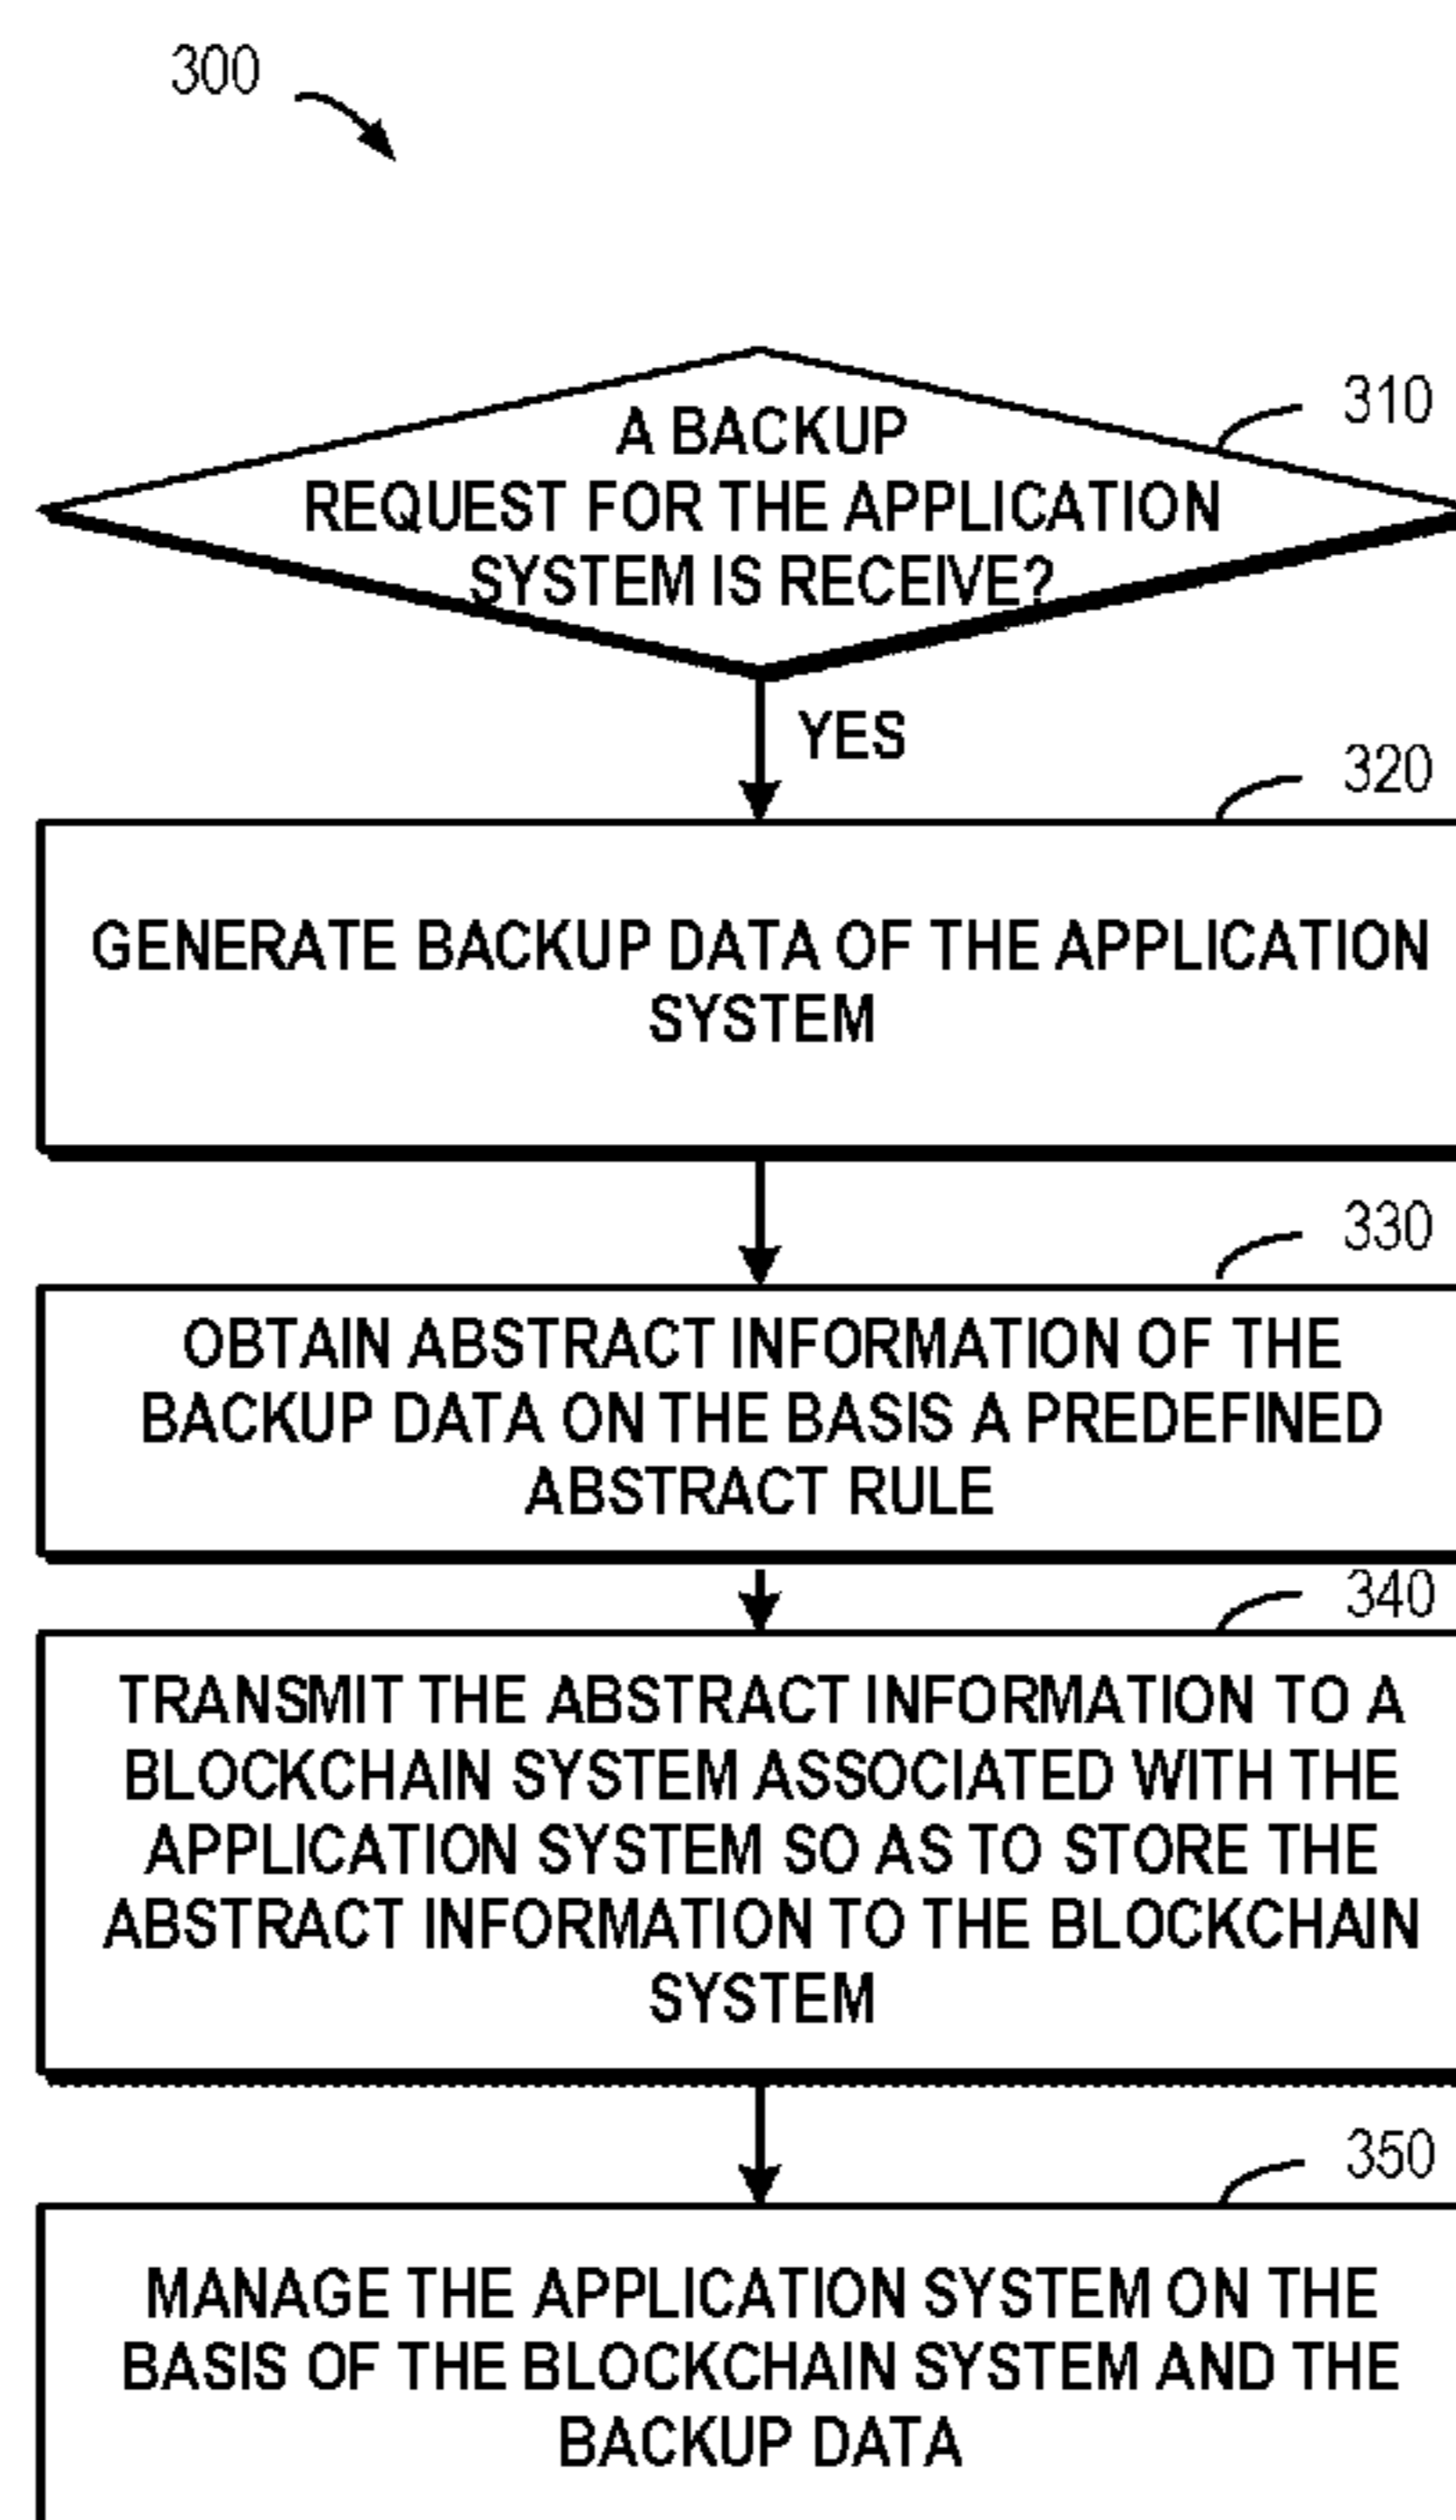 300
310
A BACKUP
REQUEST FOR THE APPLICATION
SYSTEM IS RECEIVE?
YES
320
GENERATE BACKUP DATA OF THE APPLICATION
SYSTEM
330
OBTAIN ABSTRACT INFORMATION OF THE
BACKUP DATA ON THE BASIS A PREDEFINED
ABSTRACT RULE
340
TRANSMIT THE ABSTRACT INFORMATION TO A
BLOCKCHAIN SYSTEM ASSOCIATED WITH THE
APPLICATION SYSTEM SO AS TO STORE THE
ABSTRACT INFORMATION TO THE BLOCKCHAIN
SYSTEM
350
MANAGE THE APPLICATION SYSTEM ON THE
BASIS OF THE BLOCKCHAIN SYSTEM AND THE
BACKUP DATA